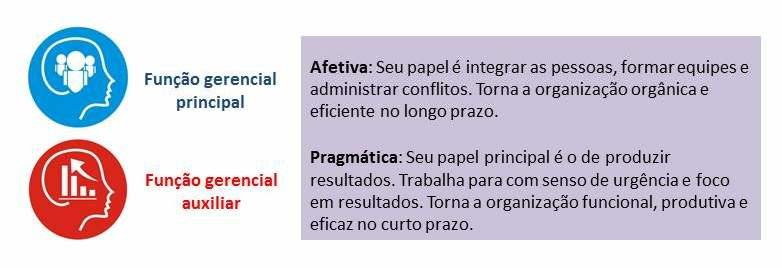 Função gerencial
principal
Afetiva: Seu papel é integrar as pessoas, formar equipes e
administrar conflitos. Torna a organização orgânica e
eficiente no longo prazo.
Função gerencial
auxiliar
Pragmática: Seu papel principal é o de produzir
resultados. Trabalha para com senso de urgência e foco
em resultados. Torna a organização funcional, produtiva e
eficaz no curto prazo.